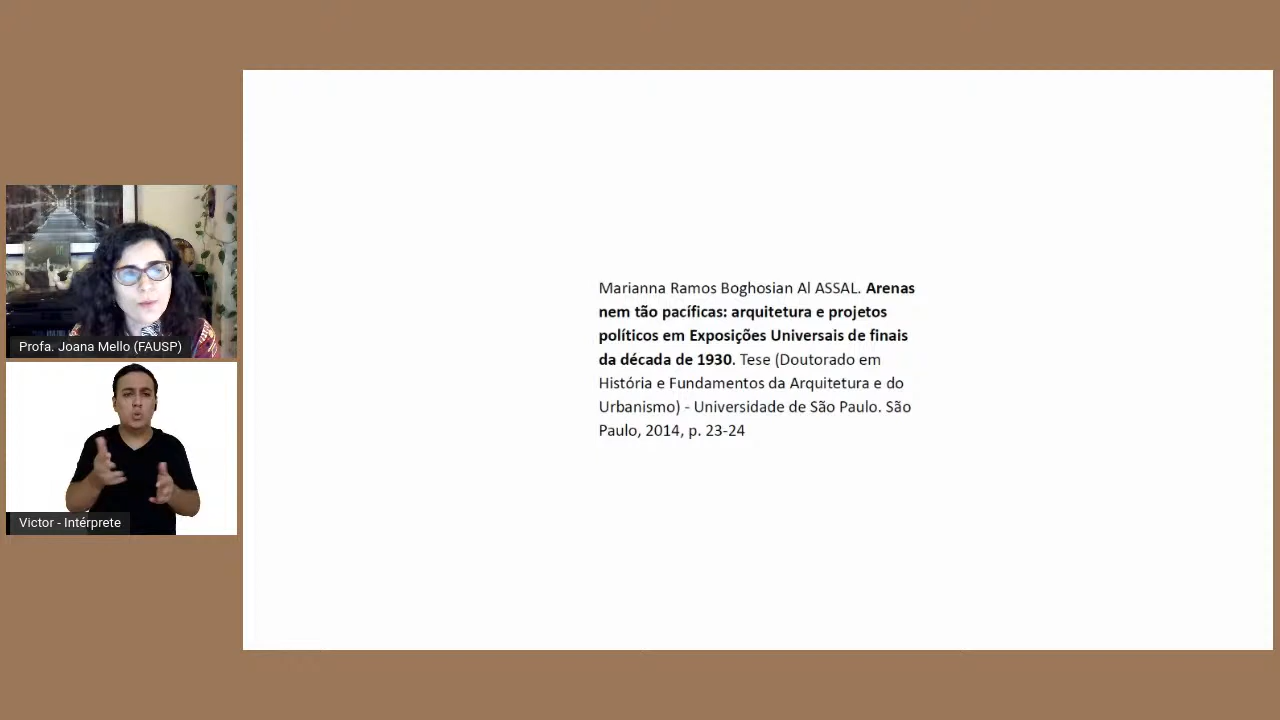 Profa. Joana Mello (FAUSP)
Victor - Intérprete
Marianna Ramos Boghosian Al ASSAL. Arenas
nem tão pacíficas: arquitetura e projetos
políticos em Exposições Universais de finais
da década de 1930. Tese (Doutorado em
História e Fundamentos da Arquitetura e do
Urbanismo) - Universidade de São Paulo. São
Paulo, 2014, p. 23-24